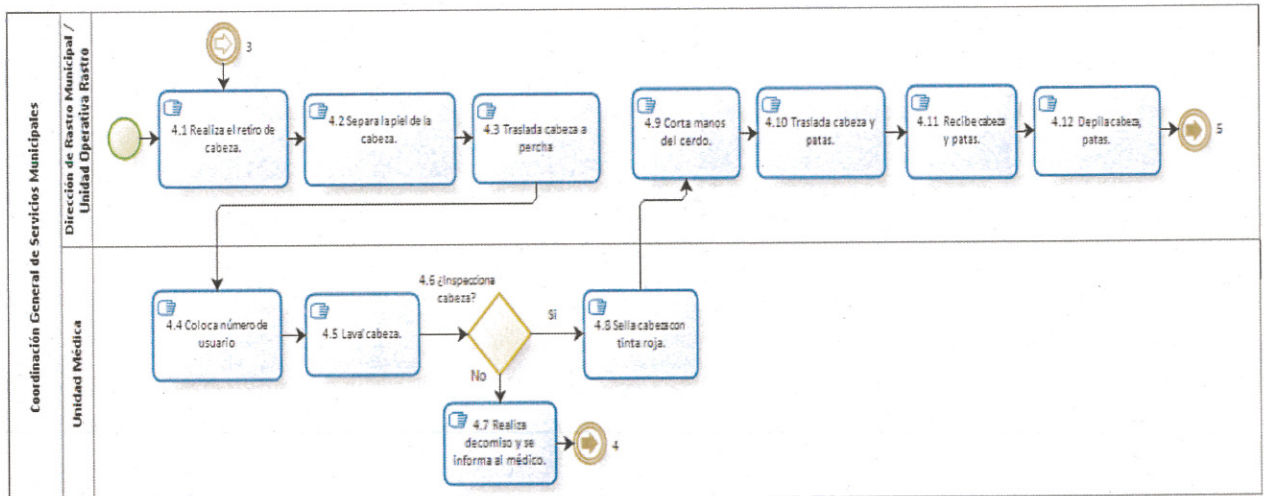 Coordinación General de Servicios Municipales
Dirección de Rastro Municipal /
Unidad Operativa Rastro
3
4.1 Realiza el retiro de
cabeza.
4.2 Separa la piel de la
cabeza.
4.3 Traslada cabeza a
percha
4.9 Corta manos
del cerdo.
4.10 Traslada cabeza y
patas.
4.11 Recibe cabeza
y patas.
4.12 Depila cabeza,
patas.
5
Unidad Médica
4.4 Coloca número de
usuario
4.5 Lava cabeza.
4.6 ¿Inspecciona
cabeza?
Si
No
4.8 Sella cabeza con
tinta roja.
4.7 Realiza
decomiso y se
informa al médico.
4